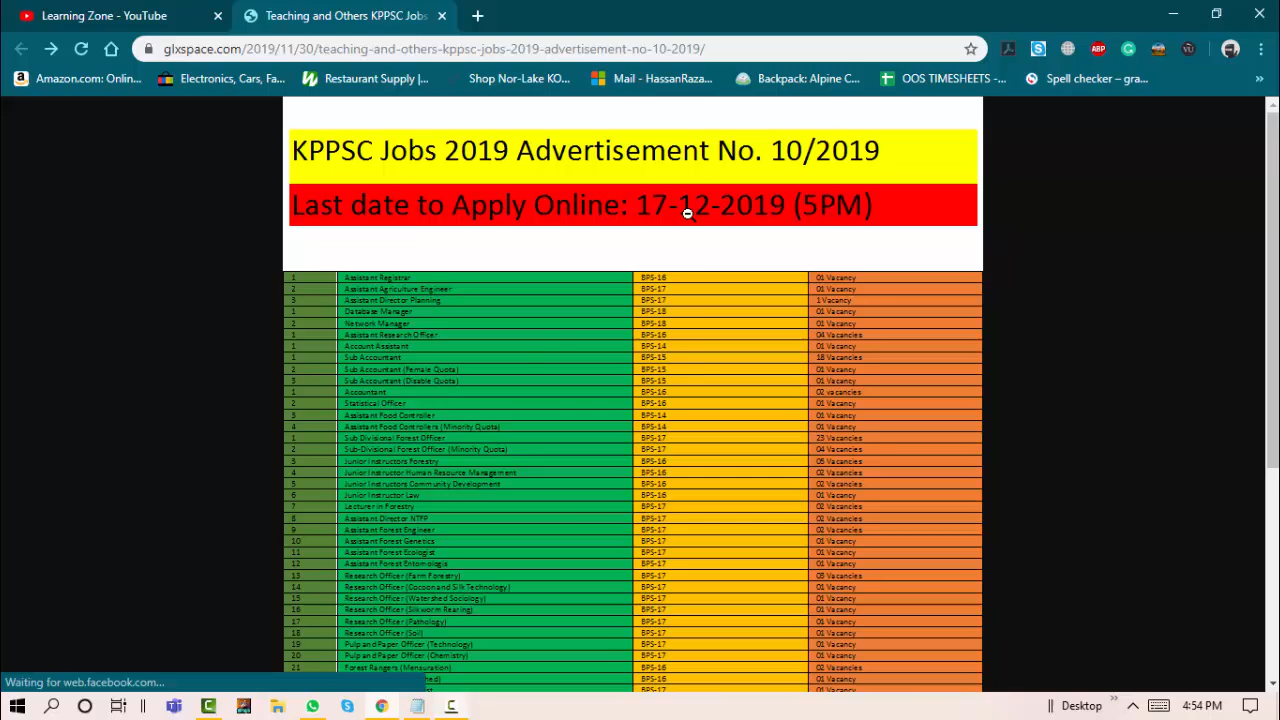 Learning Zone - YouTube
Teaching and Others KPPSC Jobs
glxspace.com/2019/11/30/teaching-and-others-kppsc-jobs-2019-advertisement-no-10-2019/
Amazon.com: Onlin... Electronics, Cars, Fa... Restaurant Supply |... Shop Nor-Lake KO... Mail - HassanRaza... Backpack: Alpine C... OOS TIMESHEETS -... Spell checker – gra...
KPPSC Jobs 2019 Advertisement No. 10/2019
Last date to Apply Online: 17-12-2019 (5PM)
1 Assistant Registrar BPS-16 01 Vacancy
2 Assistant Agriculture Engineer BPS-17 01 Vacancy
3 Assistant Director Planning BPS-17 1 Vacancy
1 Database Manager BPS-18 01 Vacancy
2 Network Manager BPS-18 01 Vacancy
1 Assistant Research Officer BPS-16 04 Vacancy
1 Account Assistant BPS-14 01 Vacancy
1 Sub Accountant BPS-15 18 Vacancies
2 Sub Accountant (Female Quota) BPS-15 01 Vacancy
3 Sub Accountant (Disable Quota) BPS-15 01 Vacancy
1 Accountant BPS-16 02 vacancies
2 Statistical Officer BPS-16 01 Vacancy
3 Assistant Food Controller BPS-14 01 Vacancy
4 Assistant Food Controllers (Minority Quota) BPS-14 01 Vacancy
1 Sub Divisional Forest Officer BPS-17 23 Vacancies
2 Sub-Divisional Forest Officer (Minority Quota) BPS-17 04 Vacancies
3 Junior Instructors Forestry BPS-16 05 Vacancies
4 Junior Instructor Human Resource Management BPS-16 02 Vacancies
5 Junior Instructors Community Development BPS-16 02 Vacancies
6 Junior Instructor Law BPS-16 01 Vacancy
7 Lecturer in Forestry BPS-17 02 Vacancies
8 Assistant Director NTFP BPS-17 02 Vacancies
9 Assistant Forest Engineer BPS-17 02 Vacancies
10 Assistant Forest Genetics BPS-17 01 Vacancy
11 Assistant Forest Ecologist BPS-17 01 Vacancy
12 Assistant Forest Entomologis BPS-17 01 Vacancy
13 Research Officer (Farm Forestry) BPS-17 03 Vacancies
14 Research Officer (Cocoon and Silk Technology) BPS-17 01 Vacancy
15 Research Officer (Watershed Sociology) BPS-17 01 Vacancy
16 Research Officer (Silkworm Rearing) BPS-17 01 Vacancy
17 Research Officer (Pathology) BPS-17 01 Vacancy
18 Research Officer (Soil) BPS-17 01 Vacancy
19 Pulp and Paper Officer (Technology) BPS-17 01 Vacancy
20 Pulp and Paper Officer (Chemistry) BPS-17 01 Vacancy
21 Forest Rangers (Mensuration) BPS-16 02 Vacancies
BPS-16 01 Vacancy
BPS-17 01 Vacancy
Waiting for web.facebook.com...
Desktop 4:54 PM